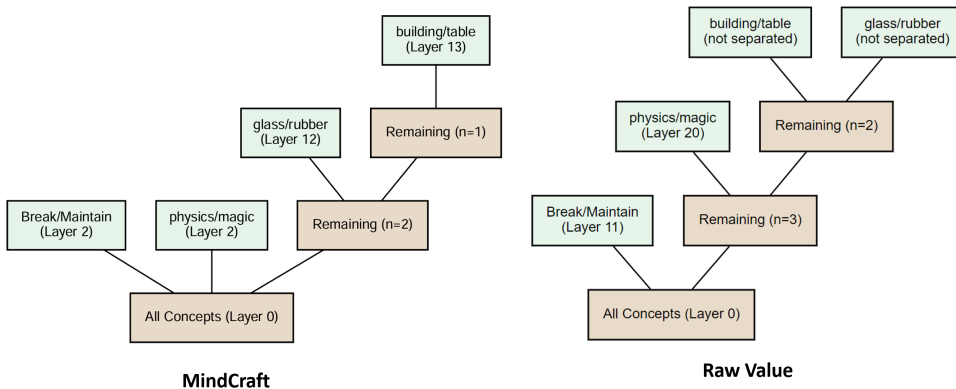 building/table
(Layer 13)
glass/rubber
(Layer 12)
Remaining (n=1)
Break/Maintain
(Layer 2)
physics/magic
(Layer 2)
Remaining (n=2)
All Concepts (Layer 0)
MindCraft
building/table
(not separated)
glass/rubber
(not separated)
physics/magic
(Layer 20)
Remaining (n=2)
Break/Maintain
(Layer 11)
Remaining (n=3)
All Concepts (Layer 0)
Raw Value